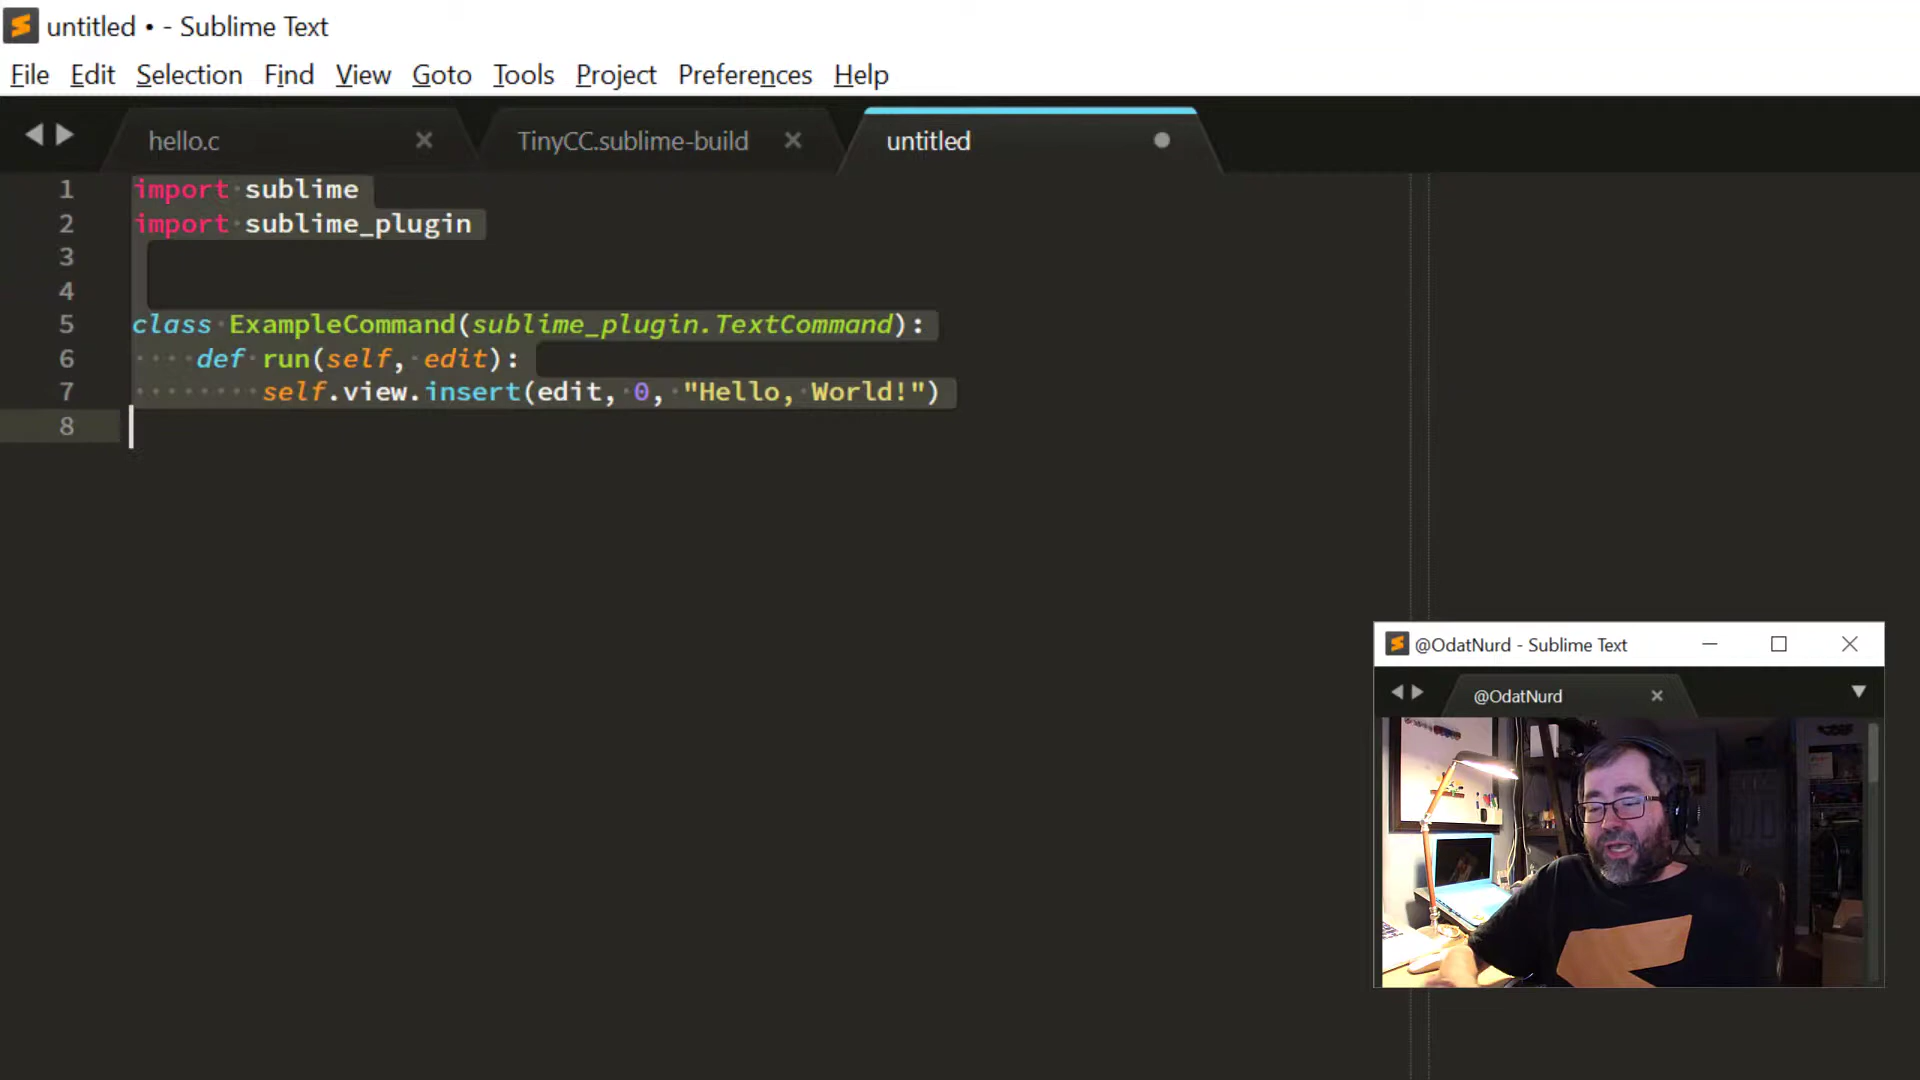 untitled • - Sublime Text
File Edit Selection Find View Goto Tools Project Preferences Help
hello.c TinyCC.sublime-build untitled
1 import sublime
2 import sublime_plugin
3
4
5 class ExampleCommand(sublime_plugin.TextCommand):
6 def run(self, edit):
7 self.view.insert(edit, 0, "Hello, World!")
8
@OdatNurd - Sublime Text
@OdatNurd